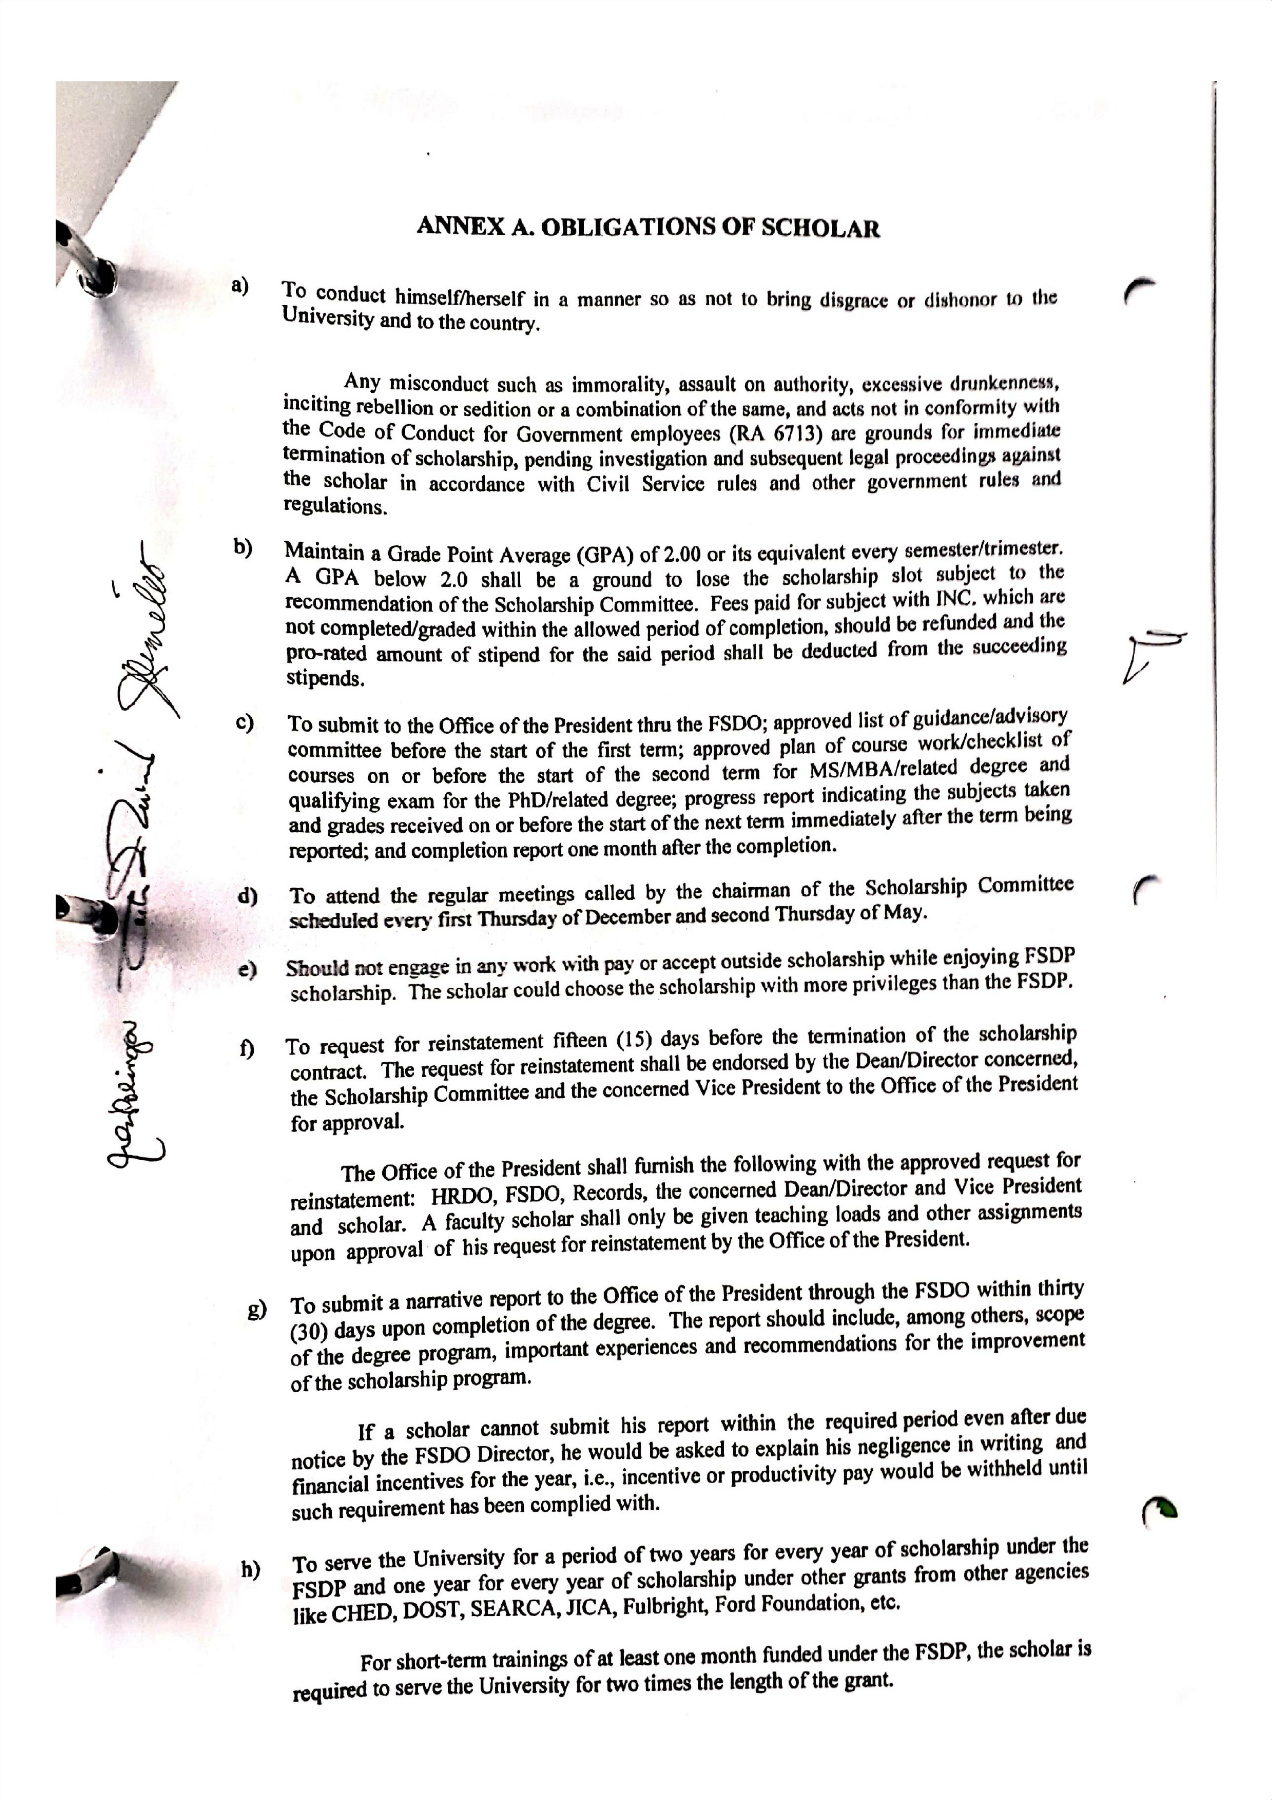 ANNEX A. OBLIGATIONS OF SCHOLAR
a) To conduct himself/herself in a manner so as not to bring disgrace or dishonor to the
University and to the country.
Any misconduct such as immorality, assault on authority, excessive drunkenness,
inciting rebellion or sedition or a combination of the same, and acts not in conformity with
the Code of Conduct for Government employees (RA 6713) are grounds for immediate
termination of scholarship, pending investigation and subsequent legal proceedings against
the scholar in accordance with Civil Service rules and other government rules and
regulations.
b) Maintain a Grade Point Average (GPA) of 2.00 or its equivalent every semester/trimester.
A GPA below 2.0 shall be a ground to lose the scholarship slot subject to the
recommendation of the Scholarship Committee. Fees paid for subject with INC. which are
not completed/graded within the allowed period of completion, should be refunded and the
pro-rated amount of stipend for the said period shall be deducted from the succeeding
stipends.
c) To submit to the Office of the President thru the FSDO; approved list of guidance/advisory
committee before the start of the first term; approved plan of course work/checklist of
courses on or before the start of the second term for MS/MBA/related degree and
qualifying exam for the PhD/related degree; progress report indicating the subjects taken
and grades received on or before the start of the next term immediately after the term being
reported; and completion report one month after the completion.
d) To attend the regular meetings called by the chairman of the Scholarship Committee
scheduled every first Thursday of December and second Thursday of May.
e) Should not engage in any work with pay or accept outside scholarship while enjoying FSDP
scholarship. The scholar could choose the scholarship with more privileges than the FSDP.
f) To request for reinstatement fifteen (15) days before the termination of the scholarship
contract. The request for reinstatement shall be endorsed by the Dean/Director concerned,
the Scholarship Committee and the concerned Vice President to the Office of the President
for approval.
The Office of the President shall furnish the following with the approved request for
reinstatement: HRDO, FSDO, Records, the concerned Dean/Director and Vice President
and scholar. A faculty scholar shall only be given teaching loads and other assignments
upon approval of his request for reinstatement by the Office of the President.
g) To submit a narrative report to the Office of the President through the FSDO within thirty
(30) days upon completion of the degree. The report should include, among others, scope
of the degree program, important experiences and recommendations for the improvement
of the scholarship program.
If a scholar cannot submit his report within the required period even after due
notice by the FSDO Director, he would be asked to explain his negligence in writing and
financial incentives for the year, i.e., incentive or productivity pay would be withheld until
such requirement has been complied with.
h) To serve the University for a period of two years for every year of scholarship under the
FSDP and one year for every year of scholarship under other grants from other agencies
like CHED, DOST, SEARCA, JICA, Fulbright, Ford Foundation, etc.
For short-term trainings of at least one month funded under the FSDP, the scholar is
required to serve the University for two times the length of the grant.